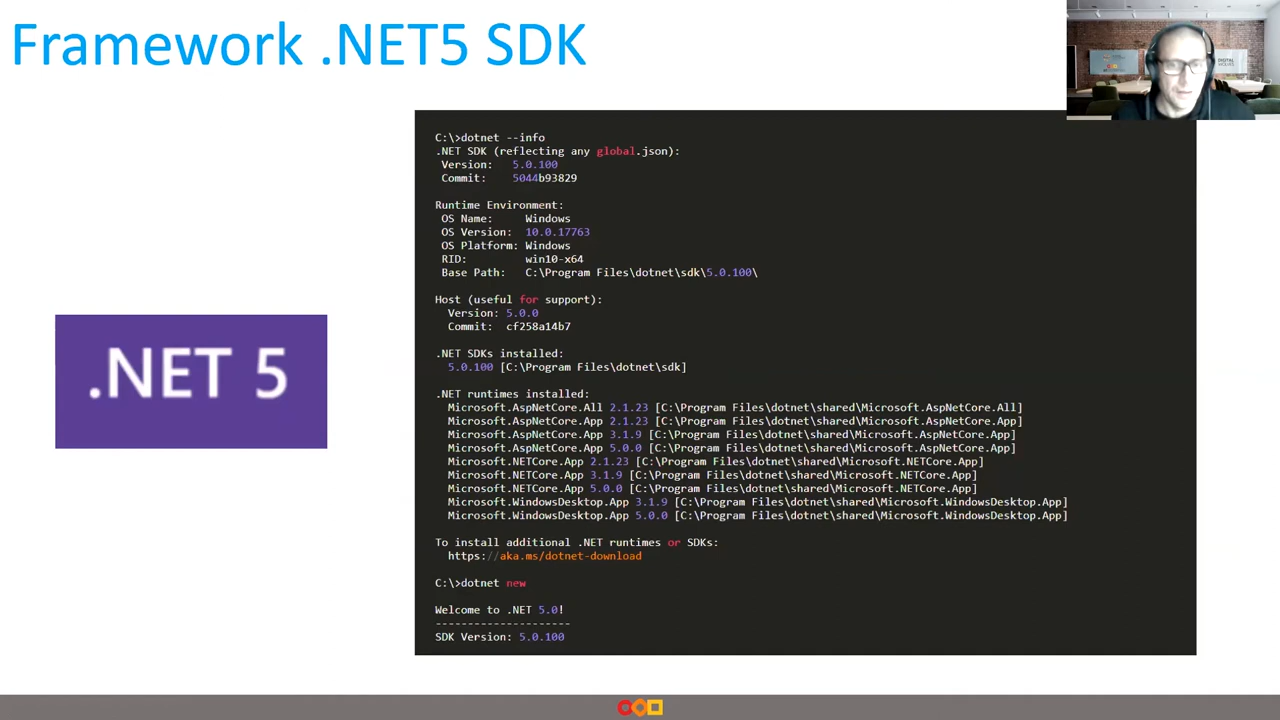 Framework .NET5 SDK
C:\>dotnet --info
.NET SDK (reflecting any global.json):
Version: 5.0.100
Commit: 5044b93829
Runtime Environment:
OS Name: Windows
OS Version: 10.0.17763
OS Platform: Windows
RID: win10-x64
Base Path: C:\Program Files\dotnet\sdk\5.0.100\
Host (useful for support):
Version: 5.0.0
Commit: cf258a14b7
.NET SDKs installed:
5.0.100 [C:\Program Files\dotnet\sdk]
.NET runtimes installed:
Microsoft.AspNetCore.All 2.1.23 [C:\Program Files\dotnet\shared\Microsoft.AspNetCore.All]
Microsoft.AspNetCore.App 2.1.23 [C:\Program Files\dotnet\shared\Microsoft.AspNetCore.App]
Microsoft.AspNetCore.App 3.1.9 [C:\Program Files\dotnet\shared\Microsoft.AspNetCore.App]
Microsoft.AspNetCore.App 5.0.0 [C:\Program Files\dotnet\shared\Microsoft.AspNetCore.App]
Microsoft.NETCore.App 2.1.23 [C:\Program Files\dotnet\shared\Microsoft.NETCore.App]
Microsoft.NETCore.App 3.1.9 [C:\Program Files\dotnet\shared\Microsoft.NETCore.App]
Microsoft.NETCore.App 5.0.0 [C:\Program Files\dotnet\shared\Microsoft.NETCore.App]
Microsoft.WindowsDesktop.App 3.1.9 [C:\Program Files\dotnet\shared\Microsoft.WindowsDesktop.App]
Microsoft.WindowsDesktop.App 5.0.0 [C:\Program Files\dotnet\shared\Microsoft.WindowsDesktop.App]
To install additional .NET runtimes or SDKs:
https://aka.ms/dotnet-download
C:\>dotnet new
Welcome to .NET 5.0!
---------------------
SDK Version: 5.0.100
.NET 5